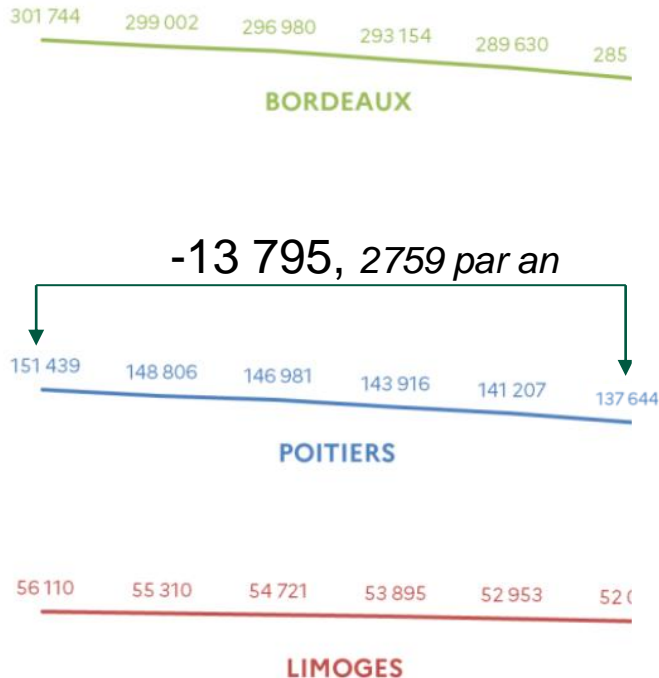 301 744 299 002 296 980 293 154 289 630 285
BORDEAUX
-13 795, 2759 par an
151 439 148 806 146 981 143 916 141 207 137 644
POITIERS
56 110 55 310 54 721 53 895 52 953 52
LIMOGES